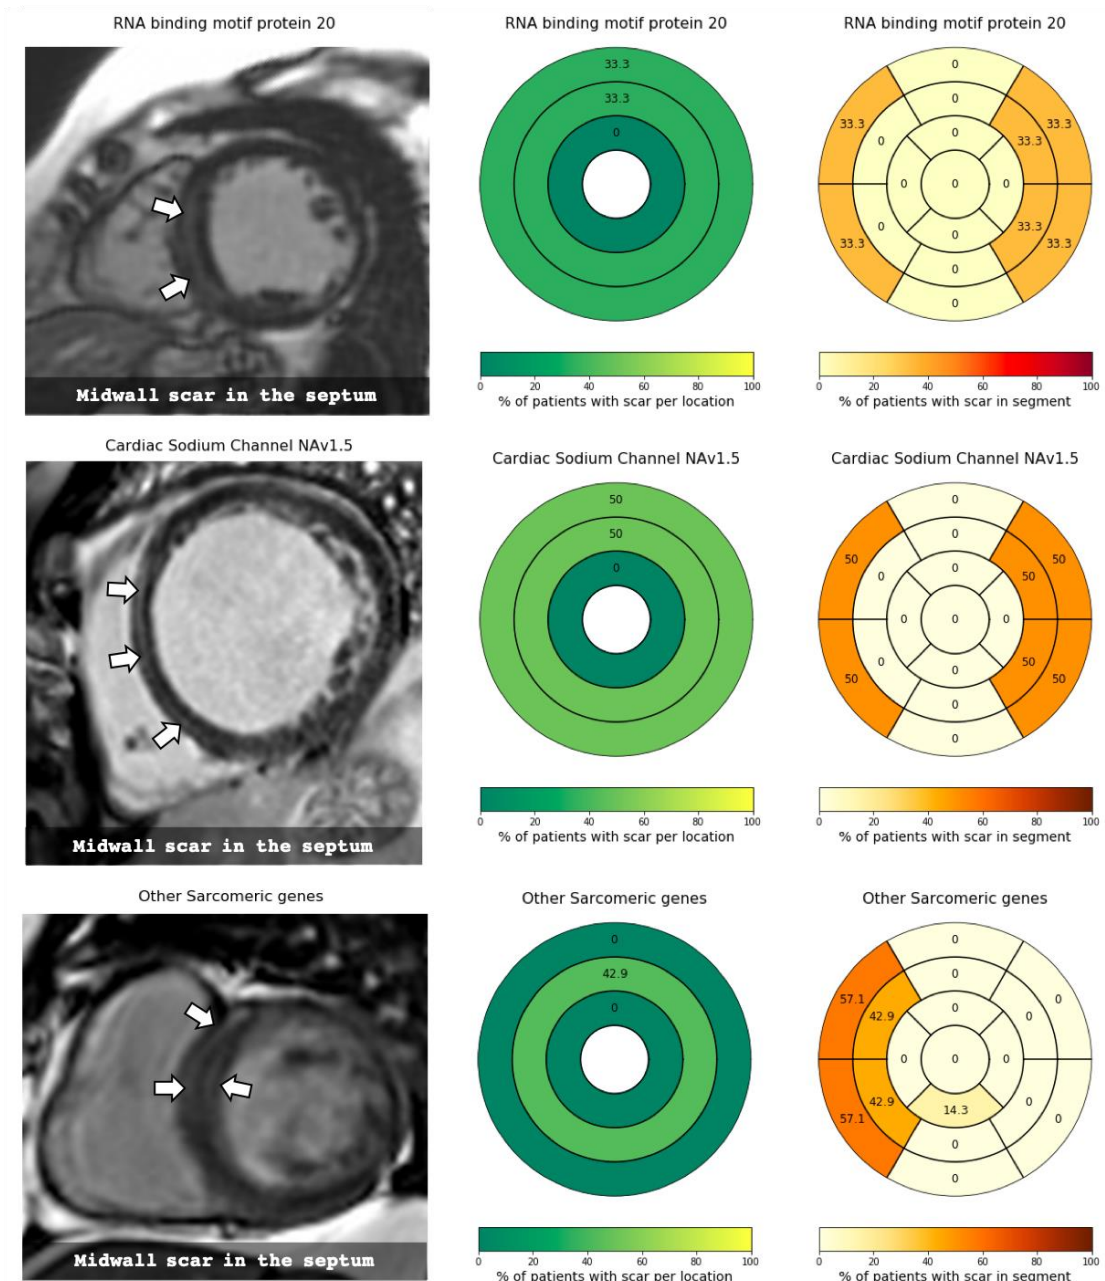 RNA binding motif protein 20
RNA binding motif protein 20
RNA binding motif protein 20
Midwall scar in the septum
33.3
33.3
0
0 20 40 60 80 100
% of patients with scar per location
0
33.3
0
33.3
0
33.3
0
0
0
0
0
33.3
33.3
33.3
0
0
0 20 40 60 80 100
% of patients with scar in segment
Cardiac Sodium Channel NAv1.5
Cardiac Sodium Channel NAv1.5
Cardiac Sodium Channel NAv1.5
Midwall scar in the septum
50
50
0
0 20 40 60 80 100
% of patients with scar per location
0
0
50
50
0
0
50
0
0
0
0
0
50
50
50
0
0
0 20 40 60 80 100
% of patients with scar in segment
Other Sarcomeric genes
Other Sarcomeric genes
Other Sarcomeric genes
Midwall scar in the septum
0
42.9
0
0 20 40 60 80 100
% of patients with scar per location
0
0
57.1
0
42.9
0
0
0
0
0
57.1
42.9
14.3
0
0
0
0
0 20 40 60 80 100
% of patients with scar in segment